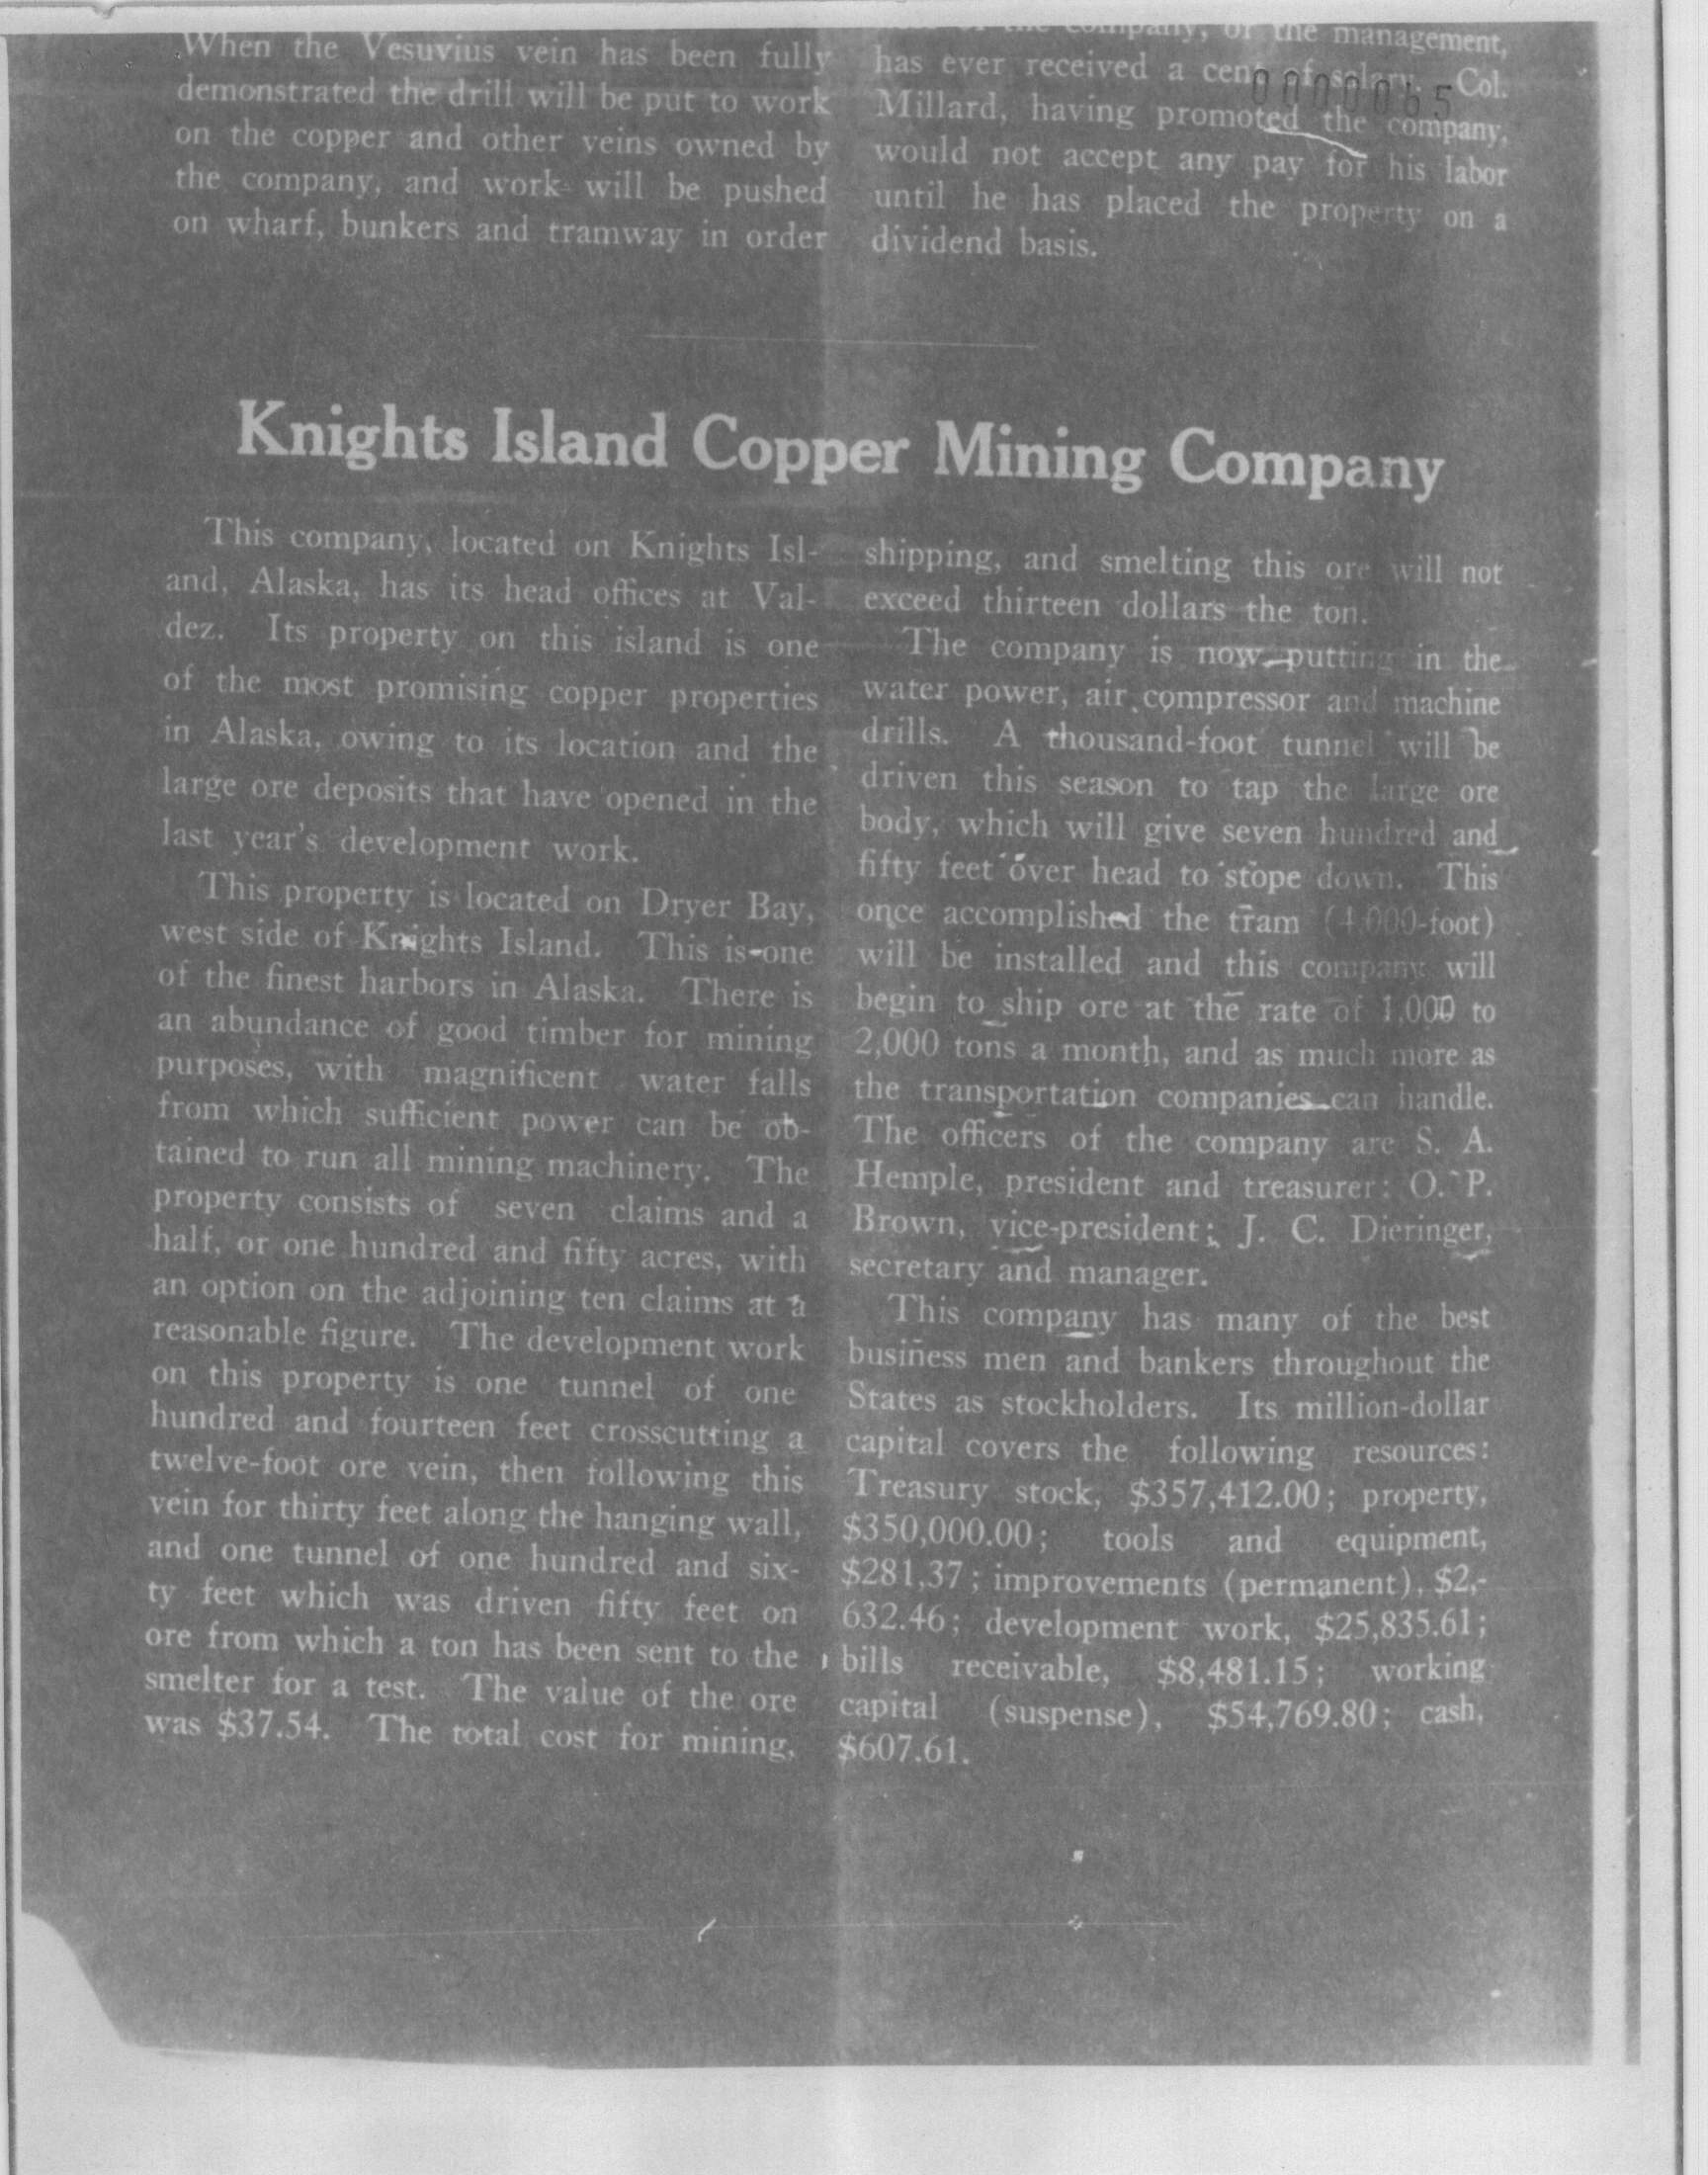 When the Vesuvius vein has been fully
demonstrated the drill will be put to work
on the copper and other veins owned by
the company, and work will be pushed
on wharf, bunkers and tramway in order
the company, or the management,
has ever received a cent of salary. Col.
Millard, having promoted the company,
would not accept any pay for his labor
until he has placed the property on a
dividend basis.
0000065
Knights Island Copper Mining Company
This company, located on Knights Isl-
and, Alaska, has its head offices at Val-
dez. Its property on this island is one
of the most promising copper properties
in Alaska, owing to its location and the
large ore deposits that have opened in the
last year's development work.
This property is located on Dryer Bay,
west side of Knights Island. This is one
of the finest harbors in Alaska. There is
an abundance of good timber for mining
purposes, with magnificent water falls
from which sufficient power can be ob-
tained to run all mining machinery. The
property consists of seven claims and a
half, or one hundred and fifty acres, with
an option on the adjoining ten claims at a
reasonable figure. The development work
on this property is one tunnel of one
hundred and fourteen feet crosscutting a
twelve-foot ore vein, then following this
vein for thirty feet along the hanging wall,
and one tunnel of one hundred and six-
ty feet which was driven fifty feet on
ore from which a ton has been sent to the
smelter for a test. The value of the ore
was $37.54. The total cost for mining,
shipping, and smelting this ore will not
exceed thirteen dollars the ton.
The company is now putting in the
water power, air compressor and machine
drills. A thousand-foot tunnel will be
driven this season to tap the large ore
body, which will give seven hundred and
fifty feet over head to stope down. This
once accomplished the tram (4,000-foot)
will be installed and this company will
begin to ship ore at the rate of 1,000 to
2,000 tons a month, and as much more as
the transportation companies can handle.
The officers of the company are S. A.
Hemple, president and treasurer; O. P.
Brown, vice-president; J. C. Dieringer,
secretary and manager.
This company has many of the best
business men and bankers throughout the
States as stockholders. Its million-dollar
capital covers the following resources:
Treasury stock, $357,412.00; property,
$350,000.00; tools and equipment,
$281,37; improvements (permanent), $2,-
632.46; development work, $25,835.61;
bills receivable, $8,481.15; working
capital (suspense), $54,769.80; cash,
$607.61.